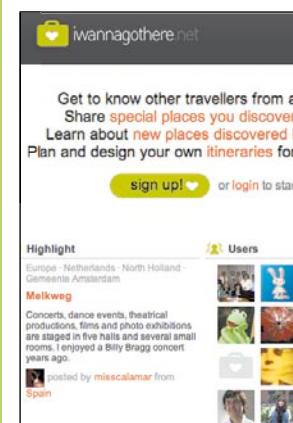 iwannagothere.net
Get to know other travellers from a
Share special places you discover
Learn about new places discovered
Plan and design your own itineraries for
sign up! or login to star
Highlight
Europe - Netherlands - North Holland -
Gemeente Amsterdam
Melkweg
Concerts, dance events, theatrical
productions, films and photo exhibitions
are staged in five halls and several small
rooms. I enjoyed a Billy Bragg concert
years ago.
posted by misscalamar from
Spain
Users